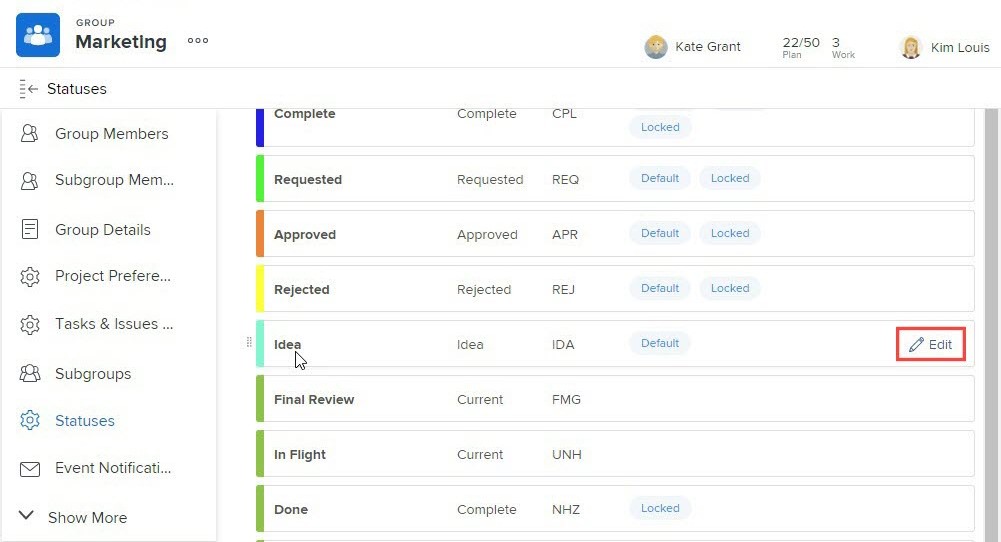 GROUP
Marketing
Kate Grant
22/50 3
Plan Work
Kim Louis
Statuses
Group Members
Subgroup Mem...
Group Details
Project Prefere...
Tasks & Issues ...
Subgroups
Statuses
Event Notificati...
Show More
Complete Complete CPL
Locked
Requested Requested REQ Default Locked
Approved Approved APR Default Locked
Rejected Rejected REJ Default Locked
Idea Idea IDA Default Edit
Final Review Current FMG
In Flight Current UNH
Done Complete NHZ Locked